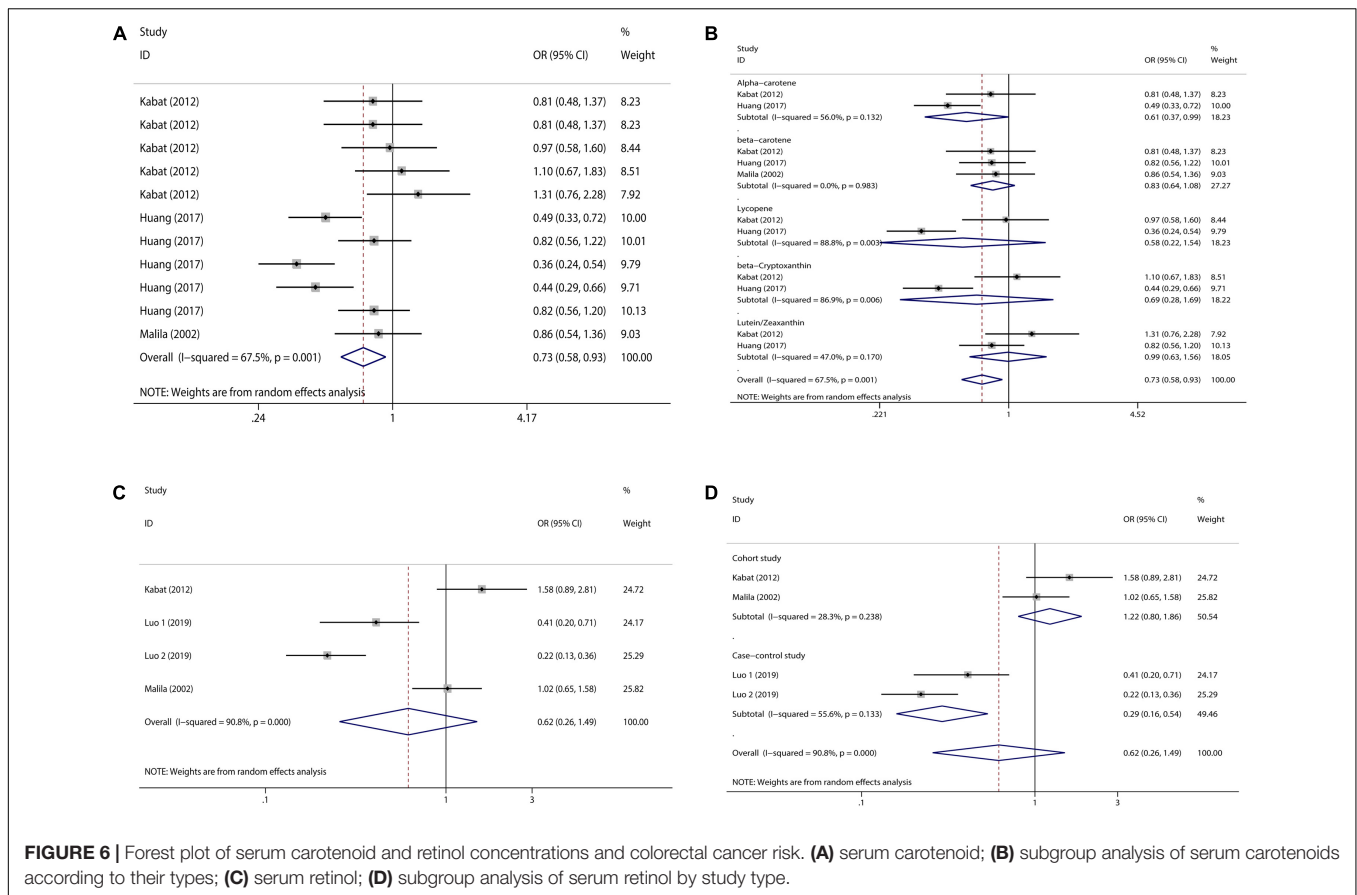 A
Study %
ID OR (95% CI) Weight
Kabat (2012) 0.81 (0.48, 1.37) 8.23
Kabat (2012) 0.81 (0.48, 1.37) 8.23
Kabat (2012) 0.97 (0.58, 1.60) 8.44
Kabat (2012) 1.10 (0.67, 1.83) 8.51
Kabat (2012) 1.31 (0.76, 2.28) 7.92
Huang (2017) 0.49 (0.33, 0.72) 10.00
Huang (2017) 0.82 (0.56, 1.22) 10.01
Huang (2017) 0.36 (0.24, 0.54) 9.79
Huang (2017) 0.44 (0.29, 0.66) 9.71
Huang (2017) 0.82 (0.56, 1.20) 10.13
Malila (2002) 0.86 (0.54, 1.36) 9.03
Overall (I-squared = 67.5%, p = 0.001) 0.73 (0.58, 0.93) 100.00
NOTE: Weights are from random effects analysis
.24 1 4.17
B
Study %
ID OR (95% CI) Weight
Alpha-carotene
Kabat (2012) 0.81 (0.48, 1.37) 8.23
Huang (2017) 0.49 (0.33, 0.72) 10.00
Subtotal (I-squared = 56.0%, p = 0.132) 0.61 (0.37, 0.99) 18.23
.
beta-carotene
Kabat (2012) 0.81 (0.48, 1.37) 8.23
Huang (2017) 0.82 (0.56, 1.22) 10.01
Malila (2002) 0.86 (0.54, 1.36) 9.03
Subtotal (I-squared = 0.0%, p = 0.983) 0.83 (0.64, 1.08) 27.27
.
Lycopene
Kabat (2012) 0.97 (0.58, 1.60) 8.44
Huang (2017) 0.36 (0.24, 0.54) 9.79
Subtotal (I-squared = 88.8%, p = 0.003) 0.58 (0.22, 1.54) 18.23
.
beta-Cryptoxanthin
Kabat (2012) 1.10 (0.67, 1.83) 8.51
Huang (2017) 0.44 (0.29, 0.66) 9.71
Subtotal (I-squared = 86.9%, p = 0.006) 0.69 (0.28, 1.69) 18.22
.
Lutein/Zeaxanthin
Kabat (2012) 1.31 (0.76, 2.28) 7.92
Huang (2017) 0.82 (0.56, 1.20) 10.13
Subtotal (I-squared = 47.0%, p = 0.170) 0.99 (0.63, 1.56) 18.05
.
Overall (I-squared = 67.5%, p = 0.001) 0.73 (0.58, 0.93) 100.00
NOTE: Weights are from random effects analysis
.221 1 4.52
C
Study %
ID OR (95% CI) Weight
Kabat (2012) 1.58 (0.89, 2.81) 24.72
Luo 1 (2019) 0.41 (0.20, 0.71) 24.17
Luo 2 (2019) 0.22 (0.13, 0.36) 25.29
Malila (2002) 1.02 (0.65, 1.58) 25.82
Overall (I-squared = 90.8%, p = 0.000) 0.62 (0.26, 1.49) 100.00
NOTE: Weights are from random effects analysis
.1 1 3
D
Study %
ID OR (95% CI) Weight
Cohort study
Kabat (2012) 1.58 (0.89, 2.81) 24.72
Malila (2002) 1.02 (0.65, 1.58) 25.82
Subtotal (I-squared = 28.3%, p = 0.238) 1.22 (0.80, 1.86) 50.54
.
Case-control study
Luo 1 (2019) 0.41 (0.20, 0.71) 24.17
Luo 2 (2019) 0.22 (0.13, 0.36) 25.29
Subtotal (I-squared = 55.6%, p = 0.133) 0.29 (0.16, 0.54) 49.46
.
Overall (I-squared = 90.8%, p = 0.000) 0.62 (0.26, 1.49) 100.00
NOTE: Weights are from random effects analysis
.1 1 3
FIGURE 6 | Forest plot of serum carotenoid and retinol concentrations and colorectal cancer risk. (A) serum carotenoid; (B) subgroup analysis of serum carotenoids
according to their types; (C) serum retinol; (D) subgroup analysis of serum retinol by study type.